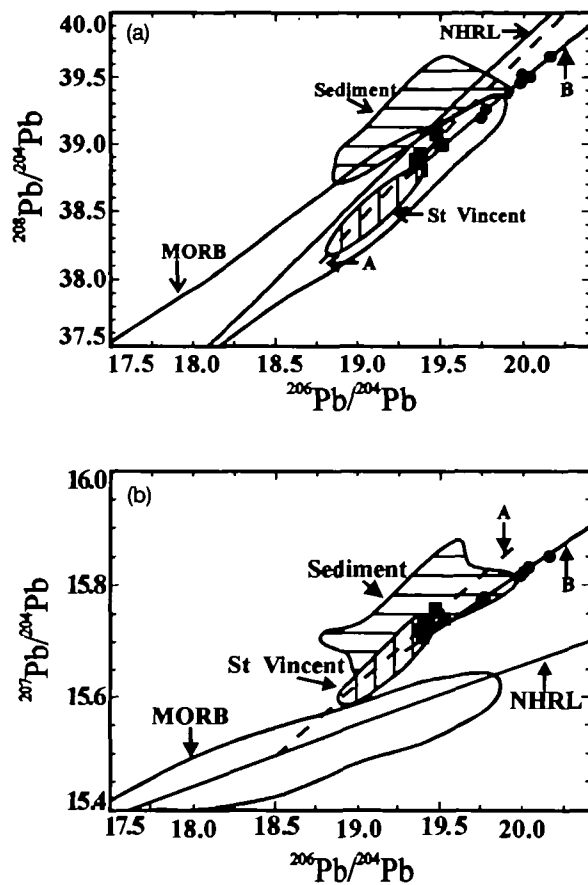 (a)
40.0
39.5
39.0
38.5
38.0
37.5
²⁰⁸Pb/²⁰⁴Pb
NHRL
Sediment
B
St Vincent
MORB
A
17.5 18.0 18.5 19.0 19.5 20.0
²⁰⁶Pb/²⁰⁴Pb
(b)
16.0
15.8
15.6
15.4
²⁰⁷Pb/²⁰⁴Pb
A
Sediment
B
St Vincent
MORB
NHRL
17.5 18.0 18.5 19.0 19.5 20.0
²⁰⁶Pb/²⁰⁴Pb